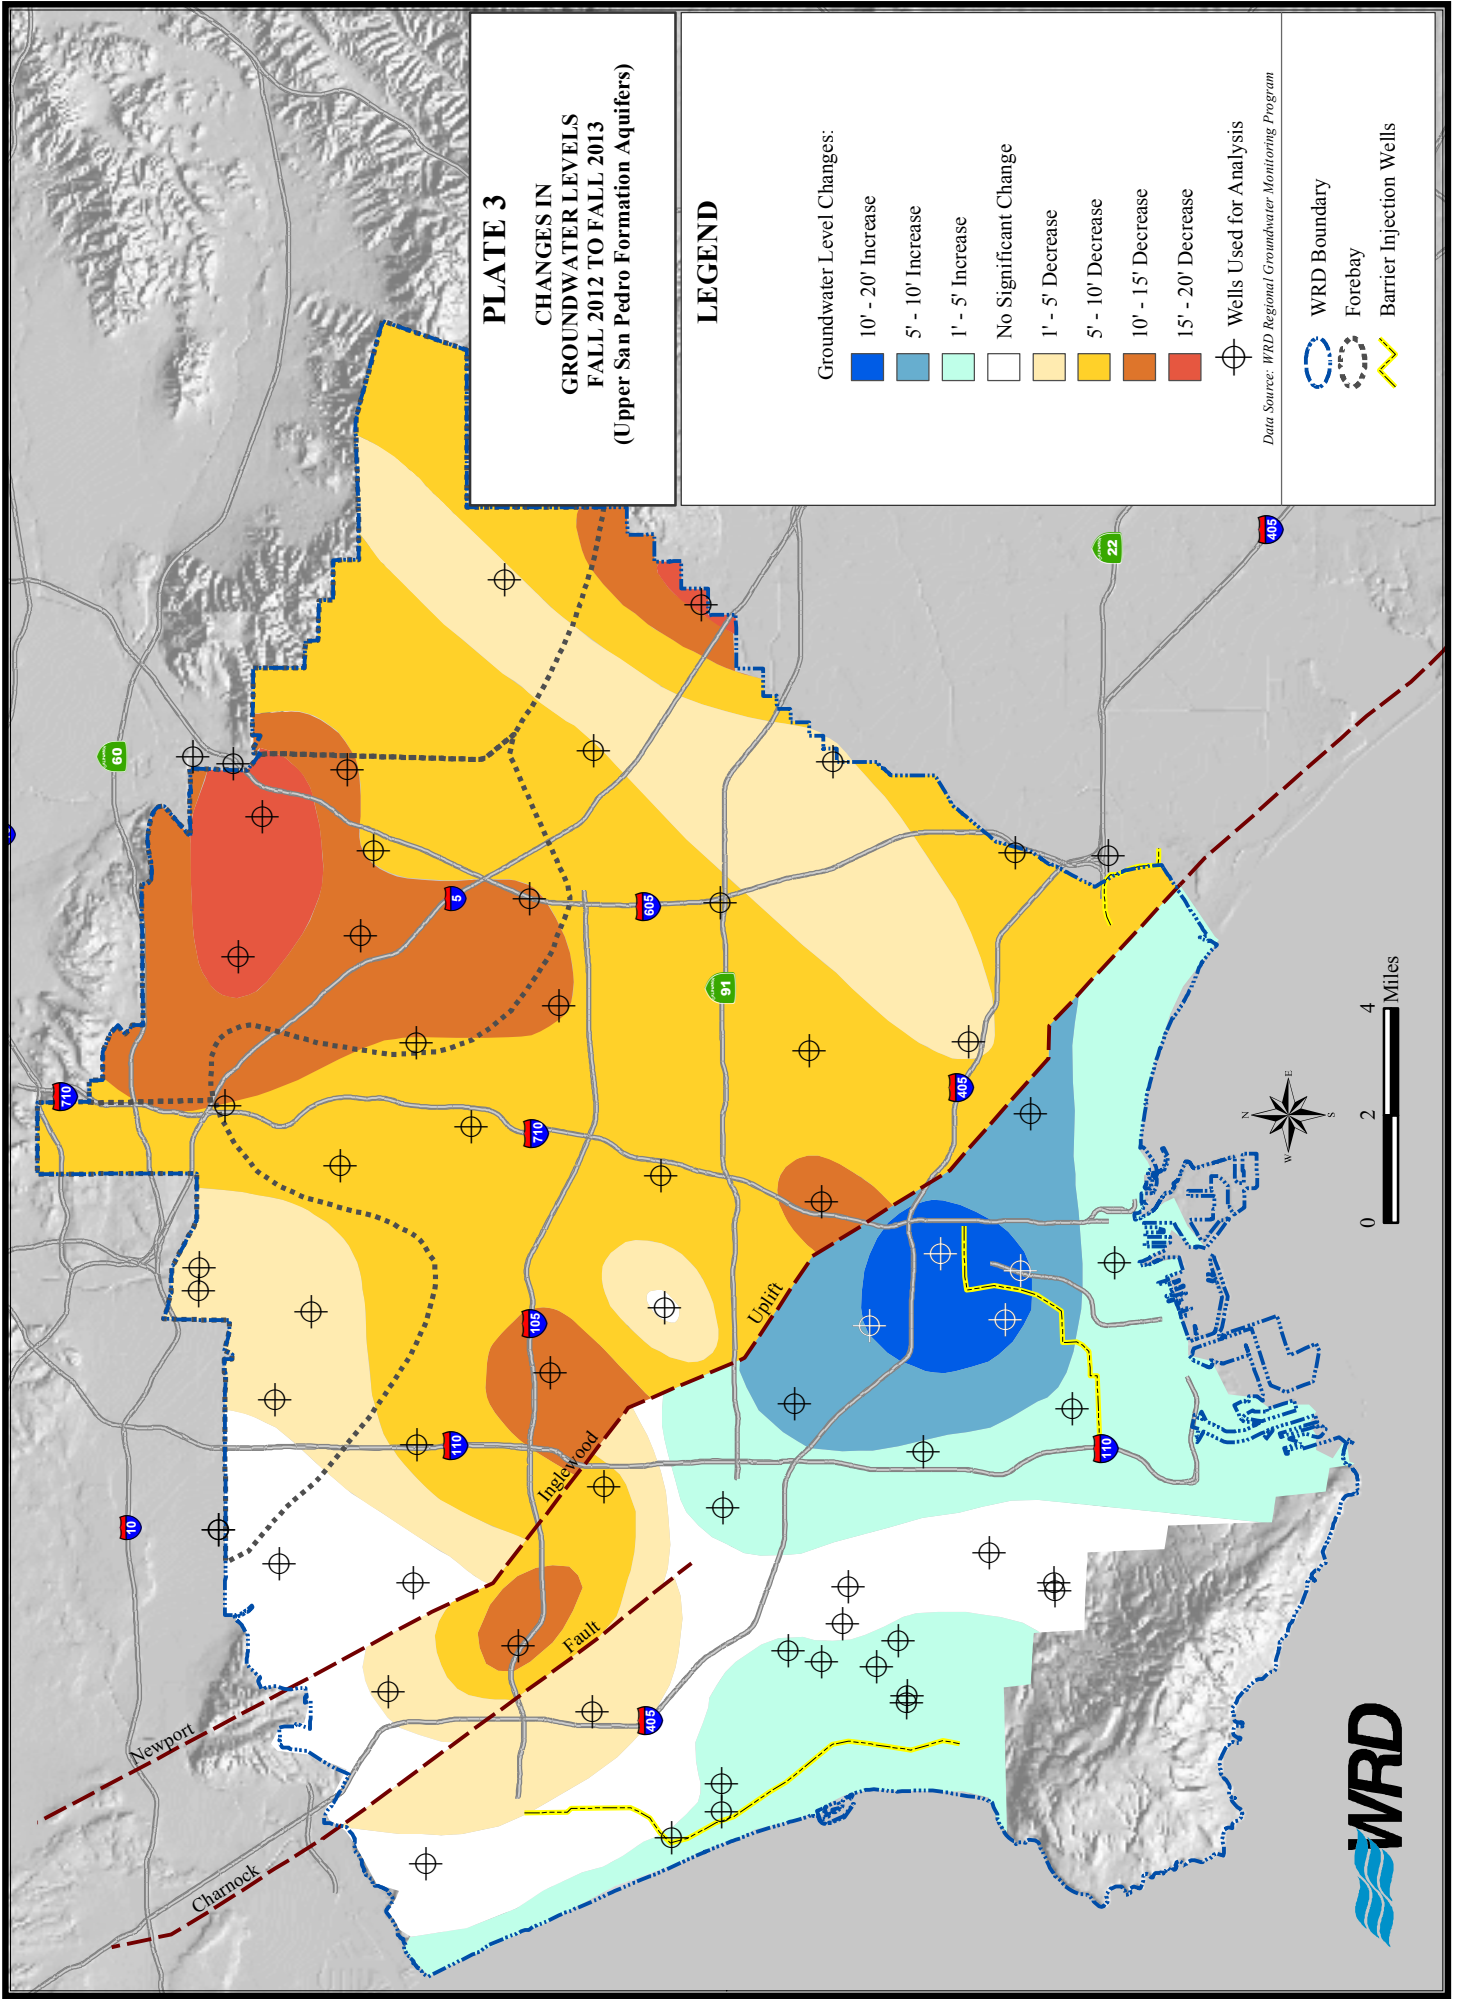 PLATE 3
CHANGES IN
GROUNDWATER LEVELS
FALL 2012 TO FALL 2013
(Upper San Pedro Formation Aquifers)
LEGEND
Groundwater Level Changes:
10' - 20' Increase
5' - 10' Increase
1' - 5' Increase
No Significant Change
1' - 5' Decrease
5' - 10' Decrease
10' - 15' Decrease
15' - 20' Decrease
Wells Used for Analysis
Data Source: WRD Regional Groundwater Monitoring Program
WRD Boundary
Forebay
Barrier Injection Wells
60
710
10
5
605
710
105
110
91
405
405
110
22
405
Newport
Inglewood
Uplift
Charnock
Fault
N
E
S
W
0 2 4
Miles
WRD